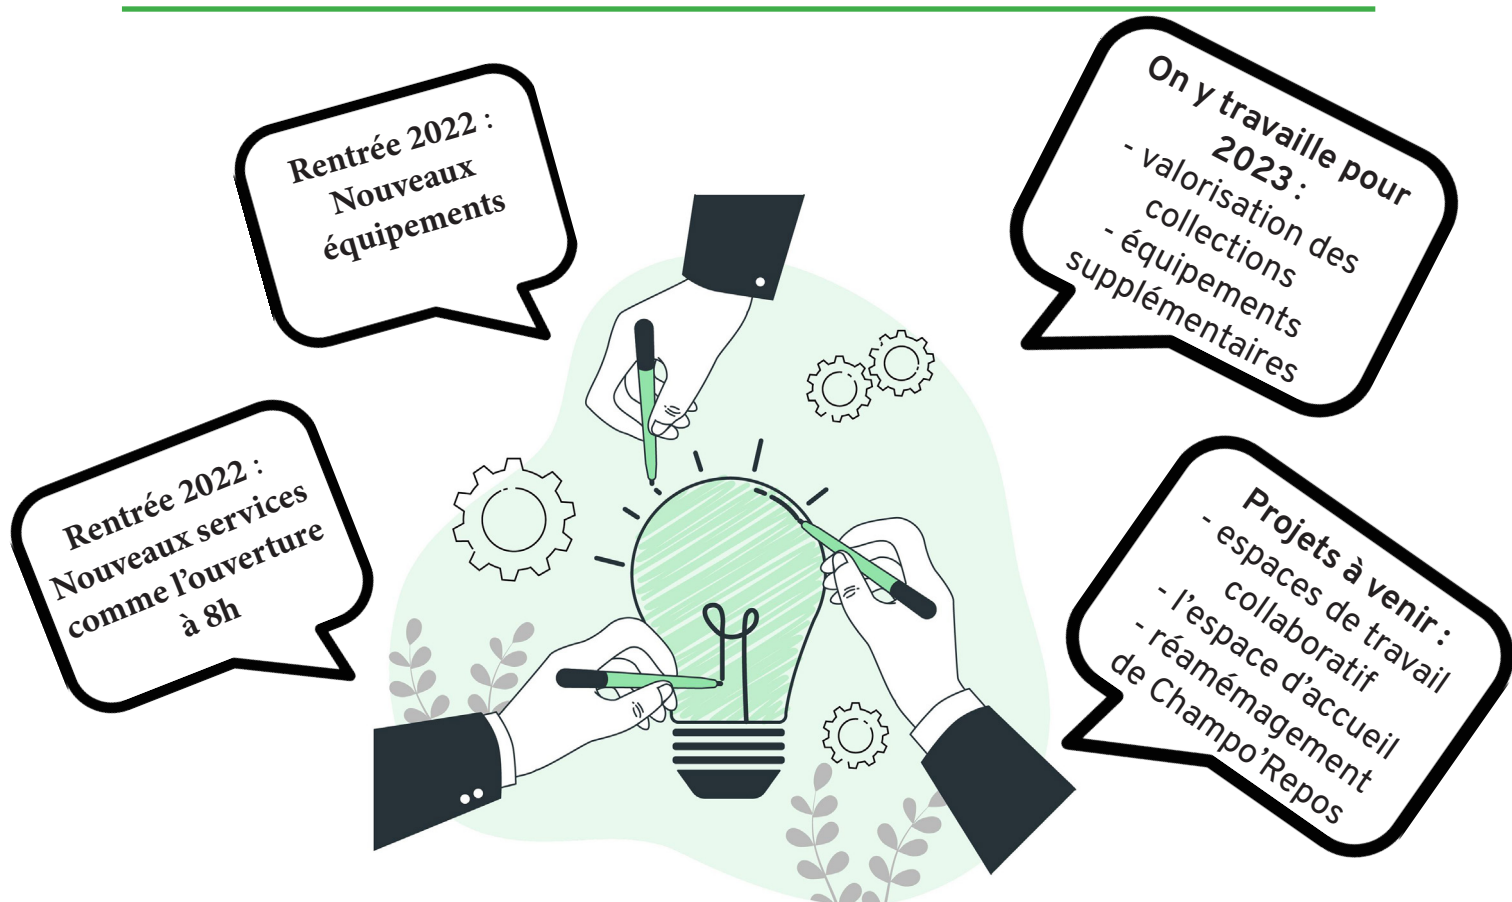 Rentrée 2022 :
Nouveaux
équipements
On y travaille pour
2023 :
- valorisation des
collections
- équipements
supplémentaires
Rentrée 2022 :
Nouveaux services
comme l'ouverture
à 8h
Projets à venir :
- espaces de travail
collaboratif
- l'espace d'accueil
- réamémagement
de Champo'Repos